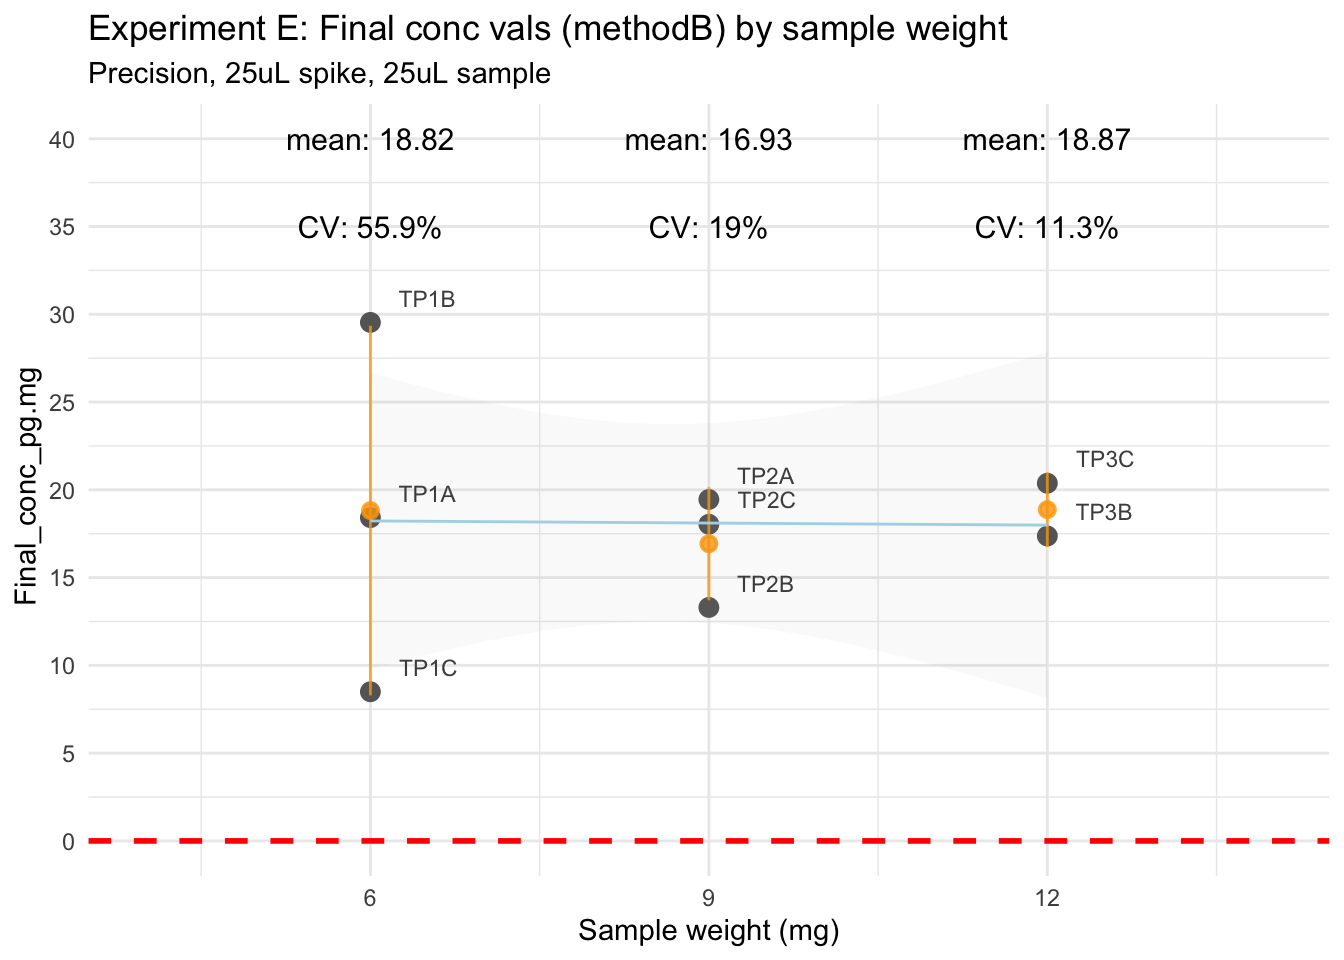 Experiment E: Final conc vals (methodB) by sample weight
Precision, 25uL spike, 25uL sample
40
mean: 18.82
mean: 16.93
mean: 18.87
35
CV: 55.9%
CV: 19%
CV: 11.3%
30
TP1B
25
TP3C
TP2A
20
TP1A
TP2C
TP3B
15
TP2B
10
TP1C
5
0
Final_conc_pg.mg
6
9
12
Sample weight (mg)